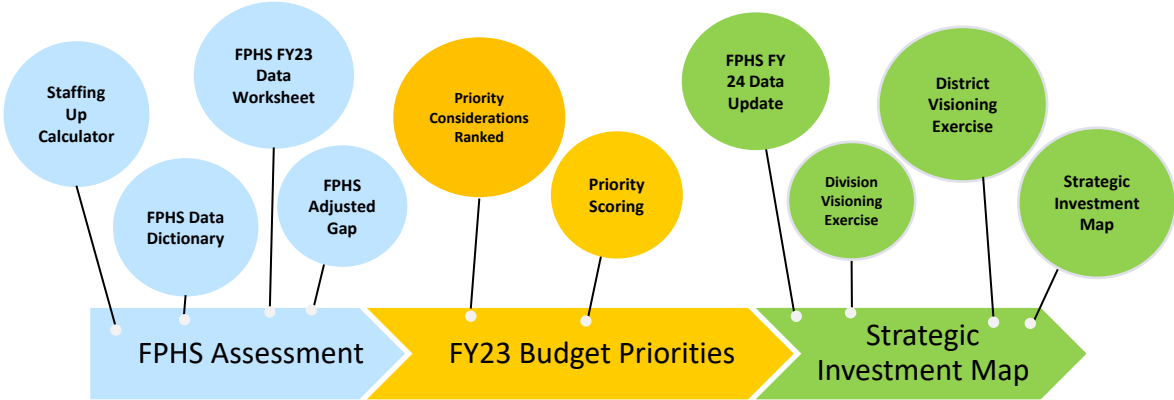 Staffing
Up
Calculator
FPHS Data
Dictionary
FPHS FY23
Data
Worksheet
FPHS
Adjusted
Gap
Priority
Considerations
Ranked
Priority
Scoring
FPHS FY
24 Data
Update
Division
Visioning
Exercise
District
Visioning
Exercise
Strategic
Investment
Map
FPHS Assessment
FY23 Budget Priorities
Strategic
Investment Map